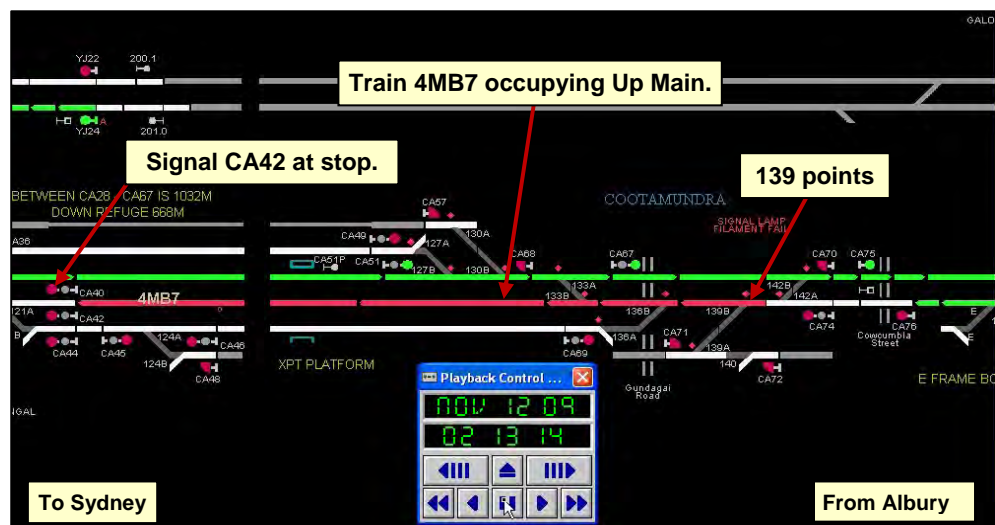 GALO
YJ22
200.1
Train 4MB7 occupying Up Main.
A
YJ24
201.0
Signal CA42 at stop.
139 points
BETWEEN CA28 - CA67 IS 1032M
DOWN REFUGE 668M
COOTAMUNDRA
SIGNAL LAMP
FILAMENT FAIL
CA57
130A
CA49
127A
A36
CA51P
CA51
127B
130B
CA68
CA67
CA70
CA75
133A
142B
CA40
4MB7
133B
136B
139B
142A
121A
CA42
CA74
CA76
B
124A
136A
CA71
Cowcumbla
Street
E
E
CA44
CA45
CA46
CA69
139A
124B
CA48
XPT PLATFORM
140
CA72
Gundagai
Road
E FRAME BO
Playback Control ...
NOV 12 09
02 13 14
NGAL
To Sydney
From Albury